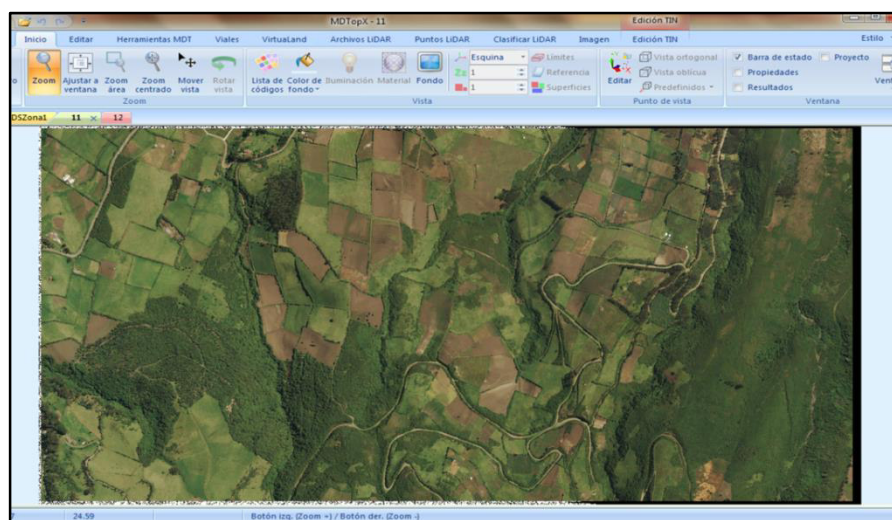 MDTopX - 11
Edición TIN
Inicio Editar Herramientas MDT Viales VirtuaLand Archivos LiDAR Puntos LiDAR Clasificar LiDAR Imagen Edición TIN Estilo
Zoom Ajustar a ventana Zoom área Zoom centrado Mover vista Rotar vista
Lista de códigos Color de fondo Iluminación Material Fondo
Esquina Límites
1 Referencia
1 Superficies
Editar Vista ortogonal
Vista oblicua
Predefinidos
Barra de estado Proyecto
Propiedades
Resultados
Zoom Vista Punto de vista Ventana
DSZona1 11 12
24.59 Botón izq. (Zoom +) / Botón der. (Zoom -)